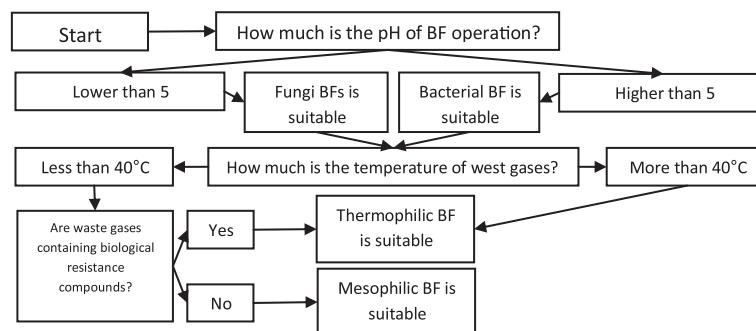 Start
How much is the pH of BF operation?
Lower than 5
Fungi BFs is
suitable
Bacterial BF is
suitable
Higher than 5
Less than 40°C
How much is the temperature of west gases?
More than 40°C
Are waste gases
containing biological
resistance
compounds?
Yes
Thermophilic BF
is suitable
No
Mesophilic BF is
suitable